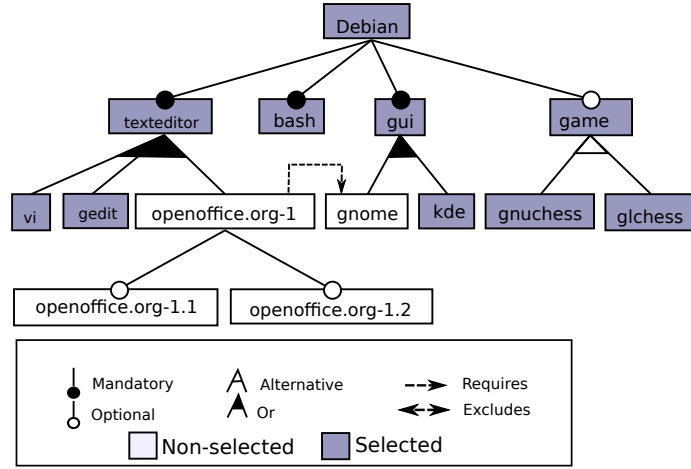 Debian
texteditor bash gui game
vi gedit openoffice.org-1 gnome kde gnuchess glchess
openoffice.org-1.1 openoffice.org-1.2
Mandatory Alternative Requires
Optional Or Excludes
Non-selected Selected